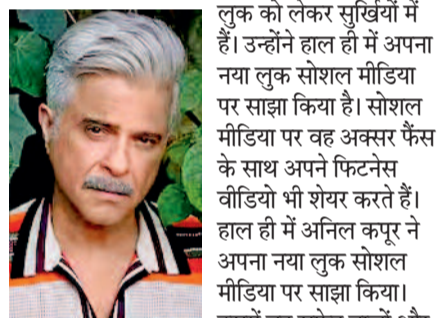 लुक को लेकर सुर्खियों में
हैं। उन्होंने हाल ही में अपना
नया लुक सोशल मीडिया
पर साझा किया है। सोशल
मीडिया पर वह अक्सर फैंस
के साथ अपने फिटनेस
वीडियो भी शेयर करते हैं।
हाल ही में अनिल कपूर ने
अपना नया लुक सोशल
मीडिया पर साझा किया।